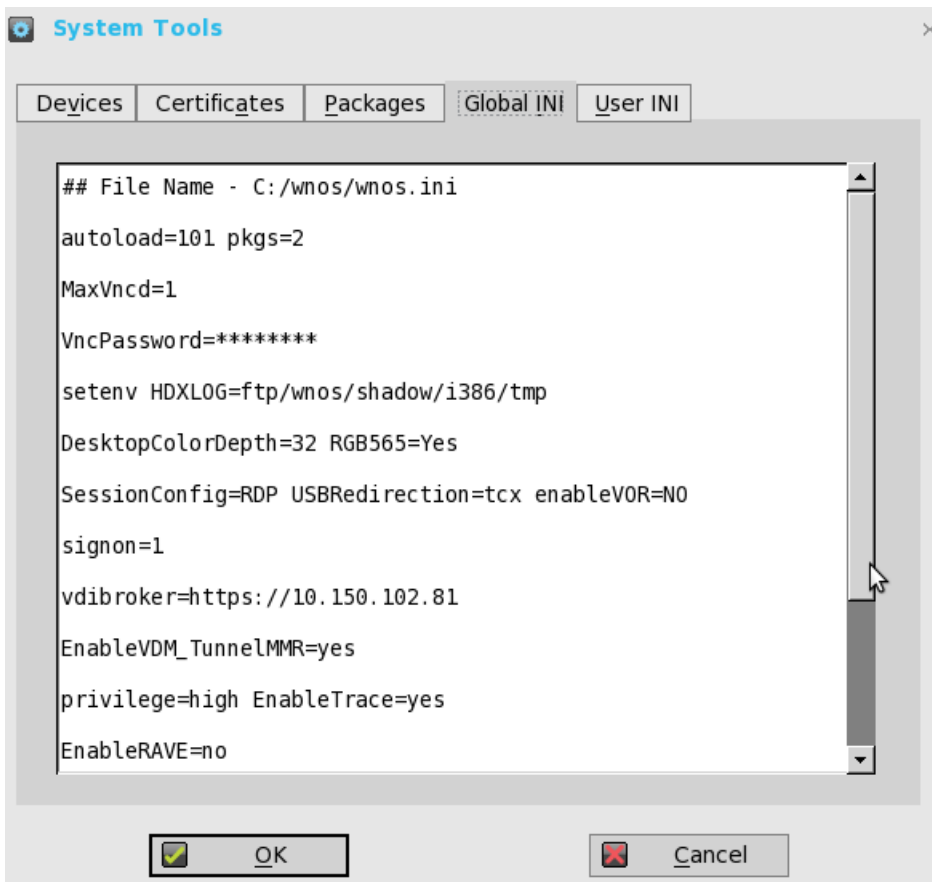 System Tools
Devices
Certificates
Packages
Global INI
User INI
## File Name - C:/wnos/wnos.ini
autoload=101 pkgs=2
MaxVncd=1
VncPassword=********
setenv HDXLOG=ftp/wnos/shadow/i386/tmp
DesktopColorDepth=32 RGB565=Yes
SessionConfig=RDP USBRedirection=tcx enableVOR=NO
signon=1
vdibroker=https://10.150.102.81
EnableVDM_TunnelMMR=yes
privilege=high EnableTrace=yes
EnableRAVE=no
OK
Cancel